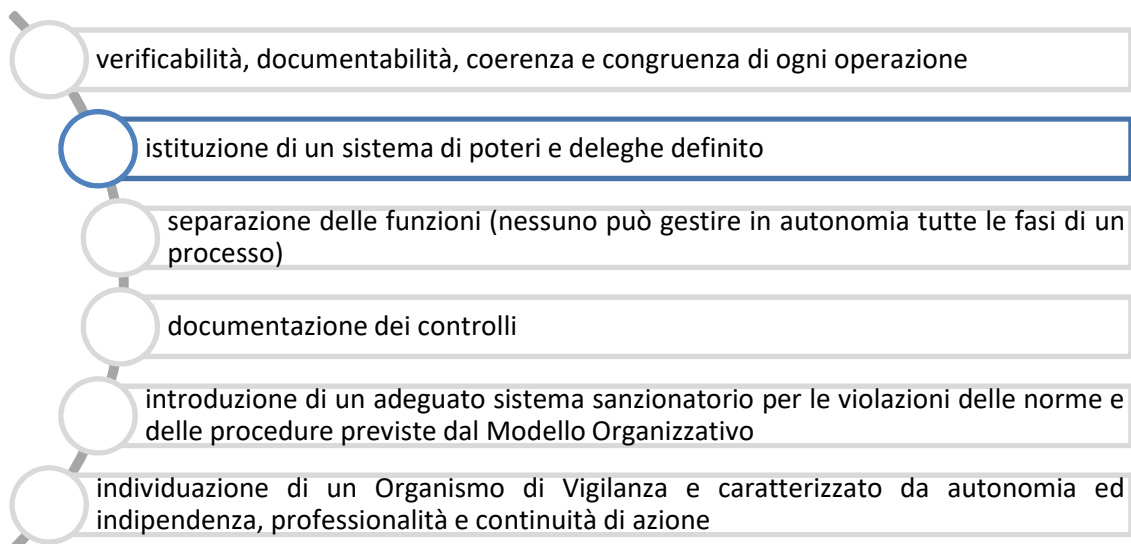 verificabilità, documentabilità, coerenza e congruenza di ogni operazione
istituzione di un sistema di poteri e deleghe definito
separazione delle funzioni (nessuno può gestire in autonomia tutte le fasi di un
processo)
documentazione dei controlli
introduzione di un adeguato sistema sanzionatorio per le violazioni delle norme e
delle procedure previste dal Modello Organizzativo
individuazione di un Organismo di Vigilanza e caratterizzato da autonomia ed
indipendenza, professionalità e continuità di azione